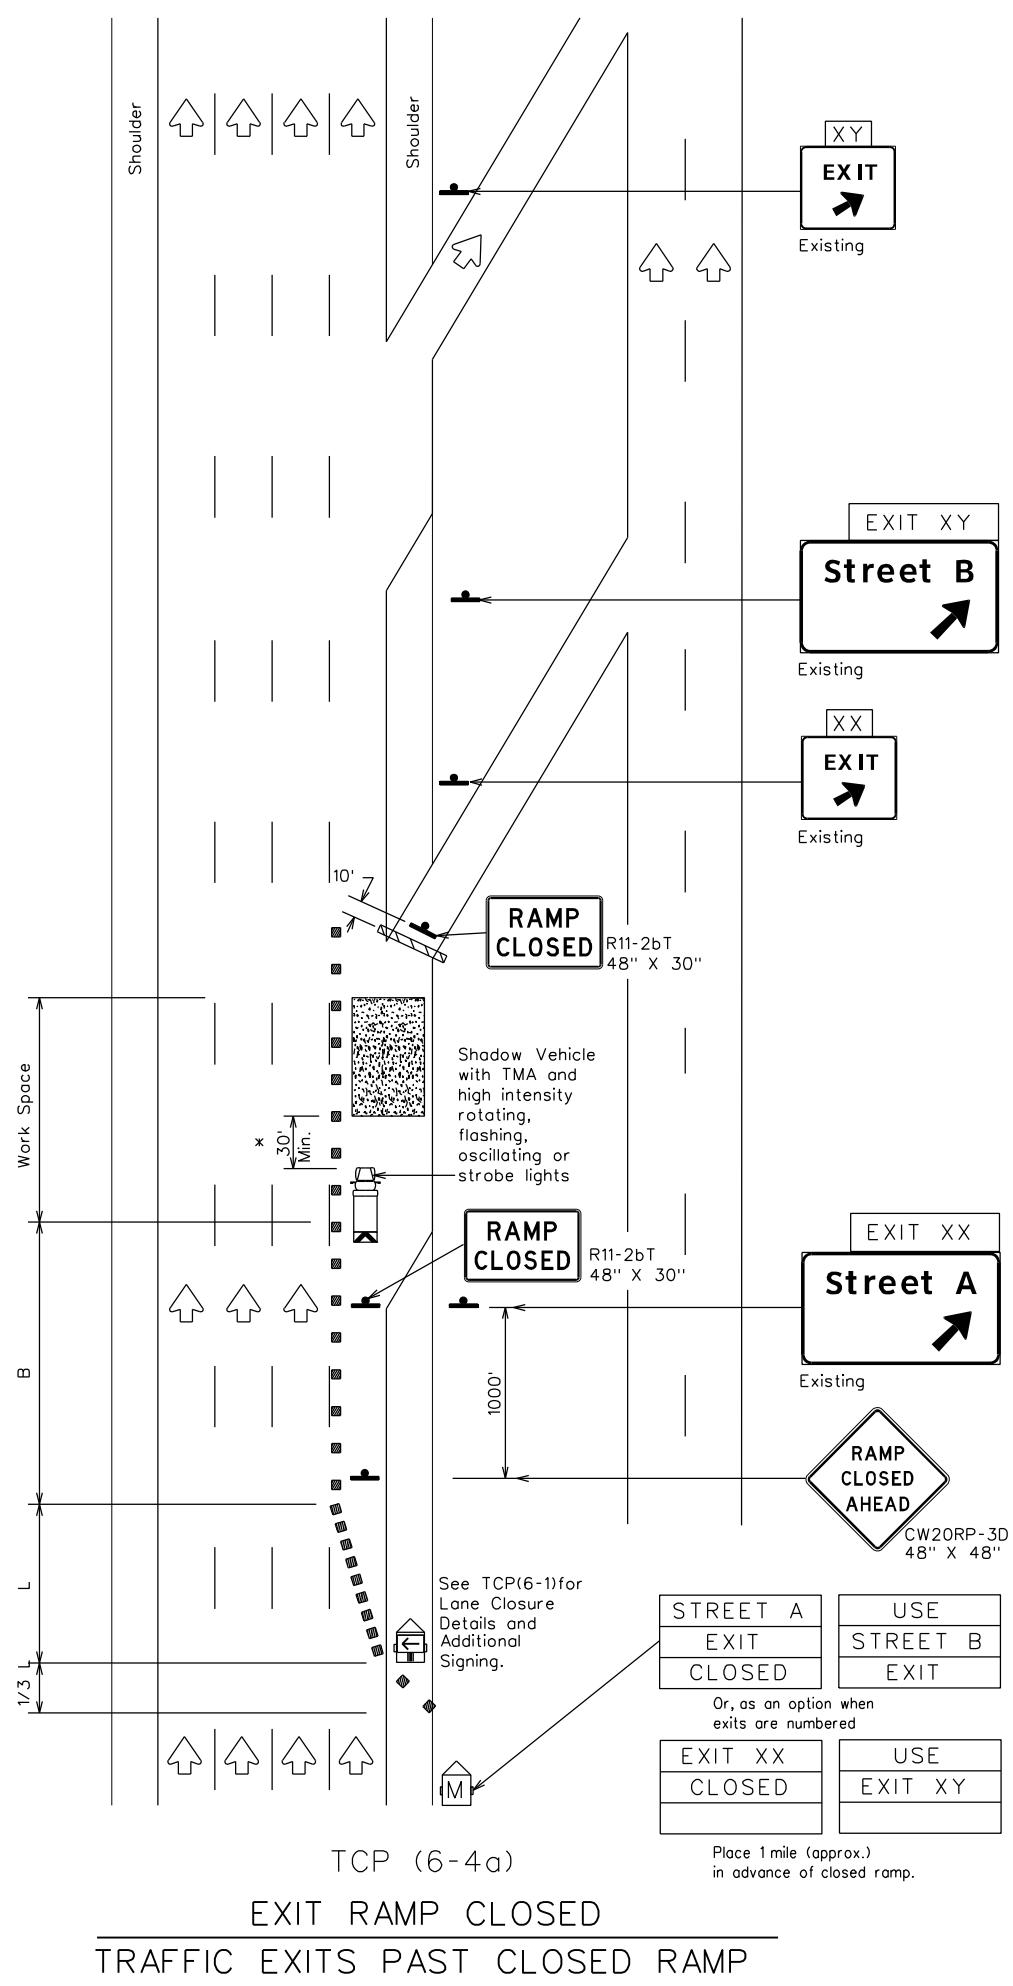 Shoulder
Shoulder
XY
EXIT
Existing
EXIT XY
Street B
Existing
XX
EXIT
Existing
10'
RAMP
CLOSED
R11-2bT
48" X 30"
Work Space
*
30'
Min.
Shadow Vehicle
with TMA and
high intensity
rotating,
flashing,
oscillating or
strobe lights
RAMP
CLOSED
R11-2bT
48" X 30"
EXIT XX
Street A
Existing
B
1000'
RAMP
CLOSED
AHEAD
CW20RP-3D
48" X 48"
L
See TCP(6-1)for
Lane Closure
Details and
Additional
Signing.
1/3 L
STREET A
EXIT
CLOSED
USE
STREET B
EXIT
Or, as an option when
exits are numbered
EXIT XX
CLOSED
USE
EXIT XY
M
Place 1 mile (approx.)
in advance of closed ramp.
TCP (6-4a)
EXIT RAMP CLOSED
TRAFFIC EXITS PAST CLOSED RAMP